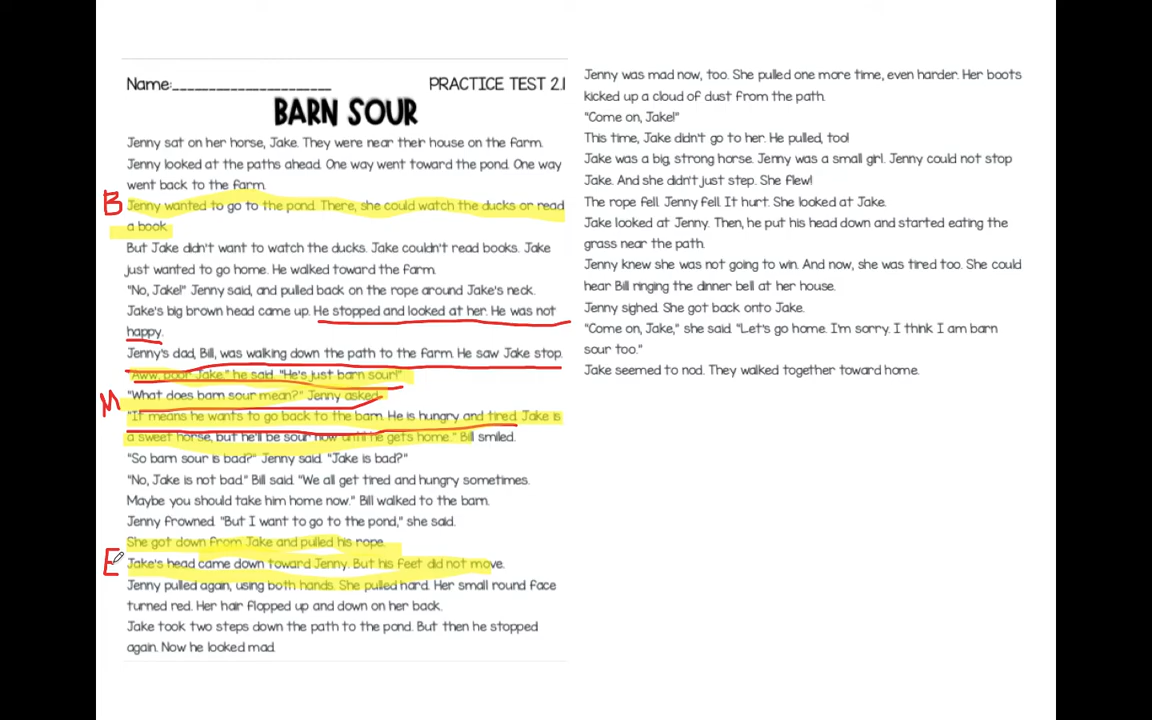 Name:______________________ PRACTICE TEST 2.1
BARN SOUR
Jenny sat on her horse, Jake. They were near their house on the farm.
Jenny looked at the paths ahead. One way went toward the pond. One way
went back to the farm.
B
Jenny wanted to go to the pond. There, she could watch the ducks or read
a book.
But Jake didn't want to watch the ducks. Jake couldn't read books. Jake
just wanted to go home. He walked toward the farm.
"No, Jake!" Jenny said, and pulled back on the rope around Jake's neck.
Jake's big brown head came up. He stopped and looked at her. He was not
happy.
Jenny's dad, Bill, was walking down the path to the farm. He saw Jake stop.
"Aww, poor Jake." he said. "He's just barn sour!"
M
"What does barn sour mean?" Jenny asked.
"It means he wants to go back to the barn. He is hungry and tired. Jake is
a sweet horse, but he'll be sour now until he gets home." Bill smiled.
"So barn sour is bad?" Jenny said. "Jake is bad?"
"No, Jake is not bad." Bill said. "We all get tired and hungry sometimes.
Maybe you should take him home now." Bill walked to the barn.
Jenny frowned. "But I want to go to the pond," she said.
She got down from Jake and pulled his rope.
E
Jake's head came down toward Jenny. But his feet did not move.
Jenny pulled again, using both hands. She pulled hard. Her small round face
turned red. Her hair flopped up and down on her back.
Jake took two steps down the path to the pond. But then he stopped
again. Now he looked mad.
Jenny was mad now, too. She pulled one more time, even harder. Her boots
kicked up a cloud of dust from the path.
"Come on, Jake!"
This time, Jake didn't go to her. He pulled, too!
Jake was a big, strong horse. Jenny was a small girl. Jenny could not stop
Jake. And she didn't just step. She flew!
The rope fell. Jenny fell. It hurt. She looked at Jake.
Jake looked at Jenny. Then, he put his head down and started eating the
grass near the path.
Jenny knew she was not going to win. And now, she was tired too. She could
hear Bill ringing the dinner bell at her house.
Jenny sighed. She got back onto Jake.
"Come on, Jake," she said. "Let's go home. I'm sorry. I think I am barn
sour too."
Jake seemed to nod. They walked together toward home.